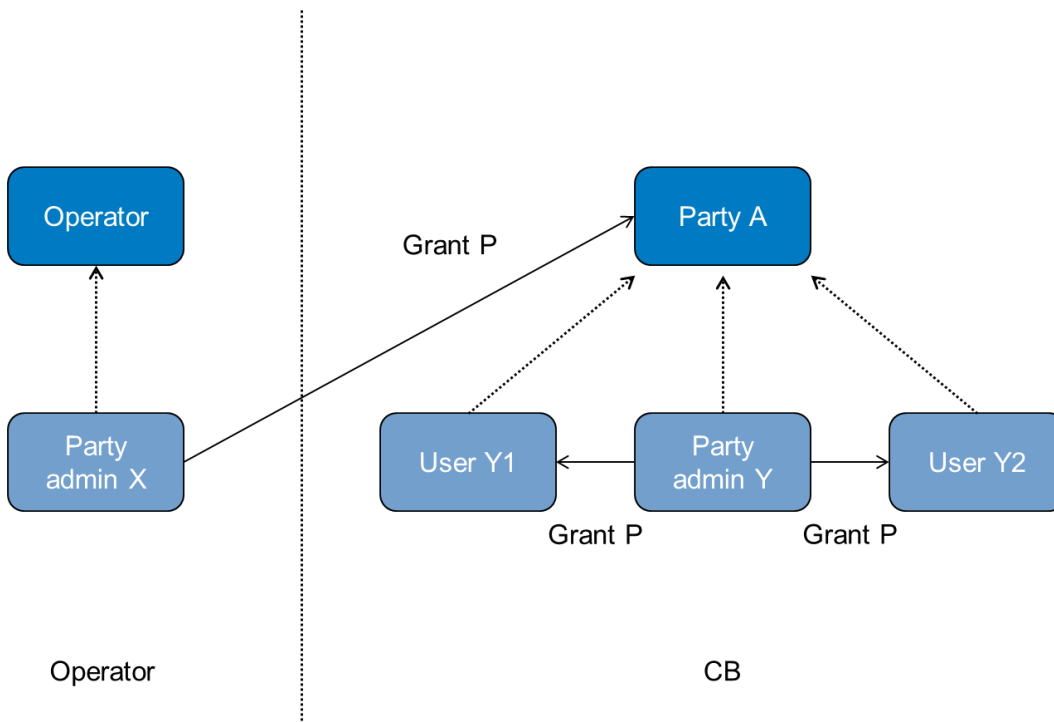 Operator
Party A
Grant P
Party
admin X
User Y1
Party
admin Y
User Y2
Grant P
Grant P
Operator
CB